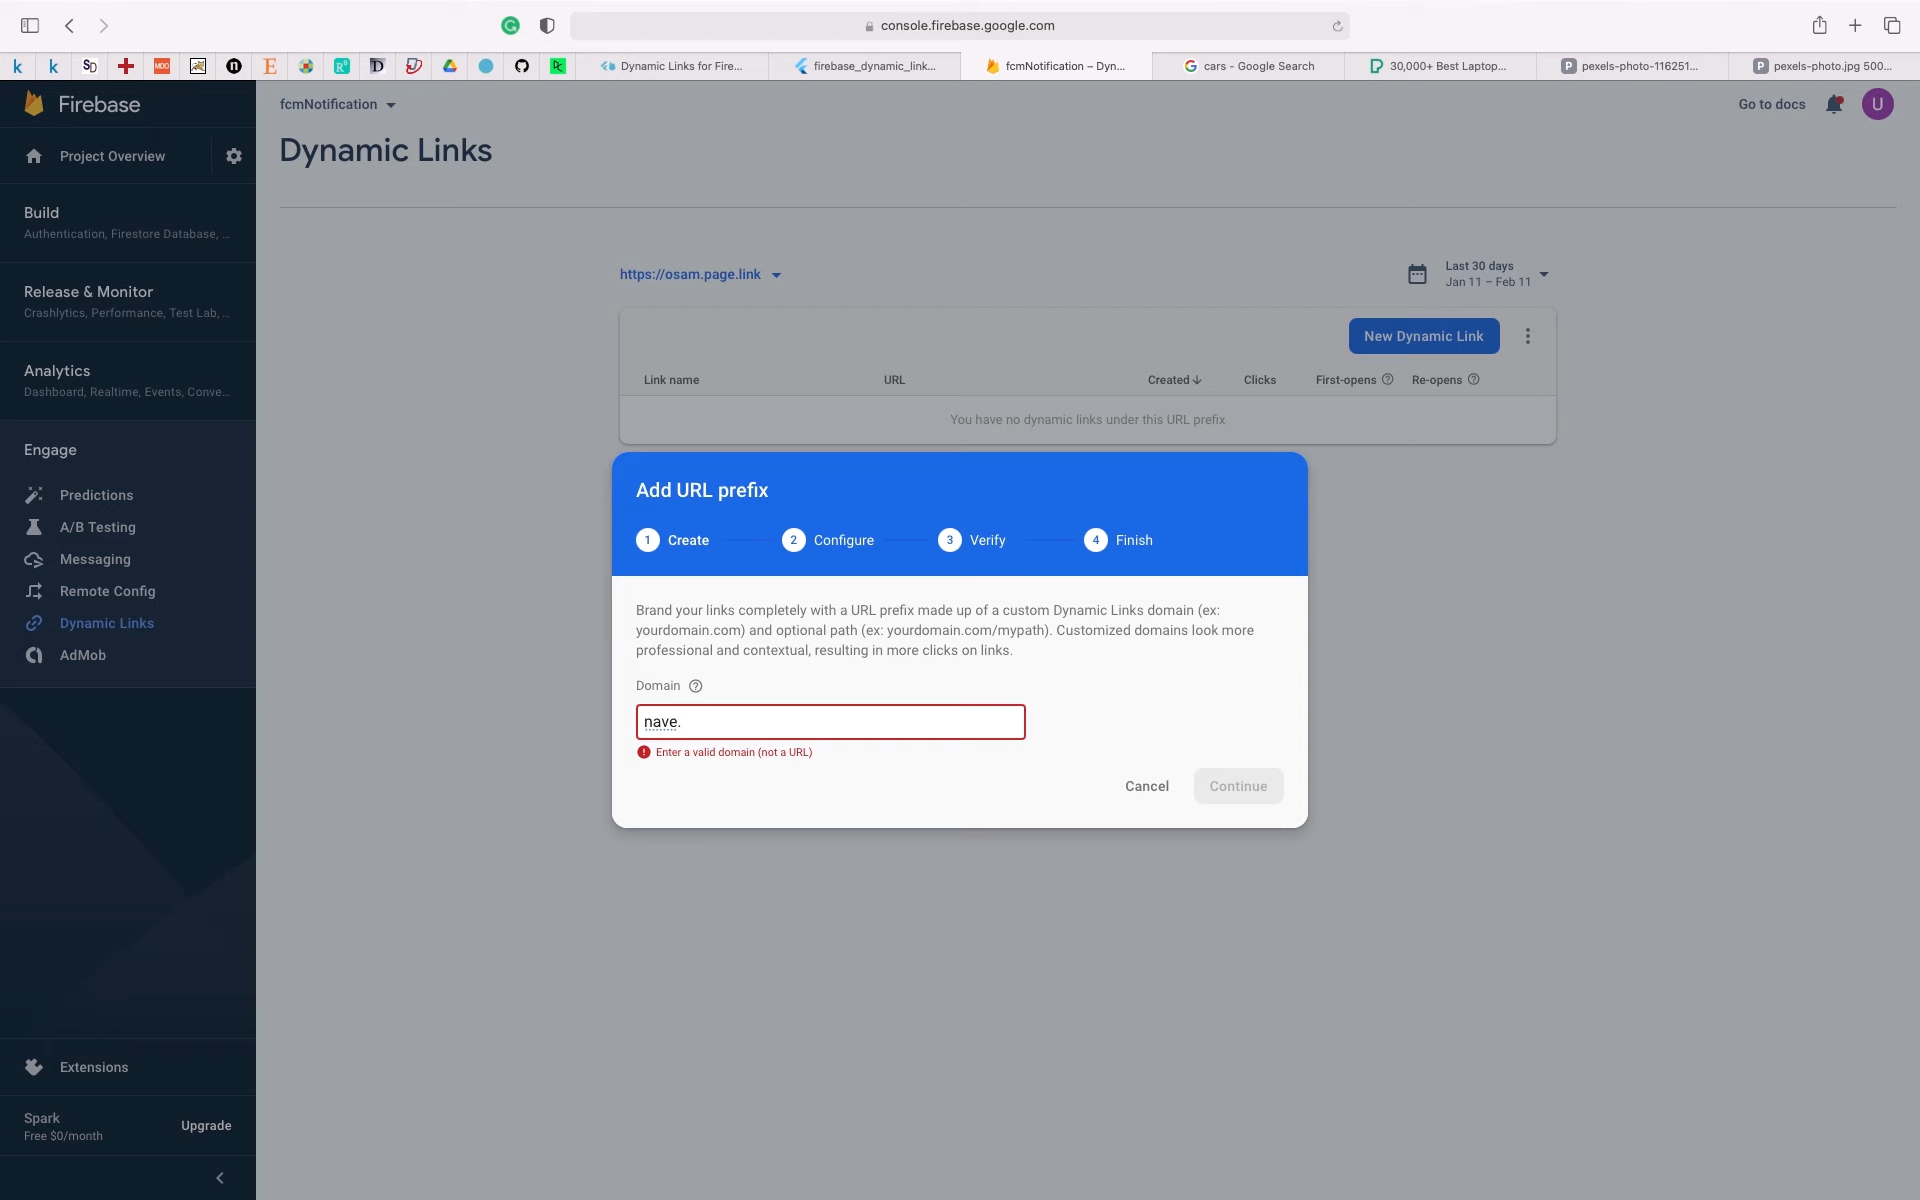 console.firebase.google.com
Dynamic Links for Fire...
firebase_dynamic_link...
fcmNotification – Dyn...
cars - Google Search
30,000+ Best Laptop...
pexels-photo-116251...
pexels-photo.jpg 500...
Firebase
fcmNotification
Go to docs
U
Dynamic Links
Project Overview
Build
Authentication, Firestore Database, ...
Release & Monitor
Crashlytics, Performance, Test Lab, ...
Analytics
Dashboard, Realtime, Events, Conve...
Engage
Predictions
A/B Testing
Messaging
Remote Config
Dynamic Links
AdMob
Extensions
Spark
Free $0/month
Upgrade
https://osam.page.link
Last 30 days
Jan 11 – Feb 11
New Dynamic Link
Link name URL Created Clicks First-opens Re-opens
You have no dynamic links under this URL prefix
Add URL prefix
1 Create 2 Configure 3 Verify 4 Finish
Brand your links completely with a URL prefix made up of a custom Dynamic Links domain (ex:
yourdomain.com) and optional path (ex: yourdomain.com/mypath). Customized domains look more
professional and contextual, resulting in more clicks on links.
Domain
nave.
Enter a valid domain (not a URL)
Cancel Continue